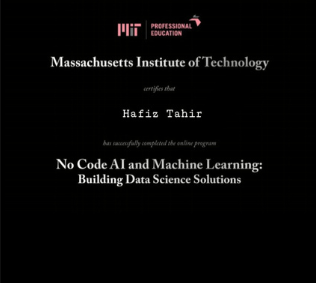 MIT PROFESSIONAL
EDUCATION
Massachusetts Institute of Technology
certifies that
Hafiz Tahir
has successfully completed the online program
No Code AI and Machine Learning:
Building Data Science Solutions